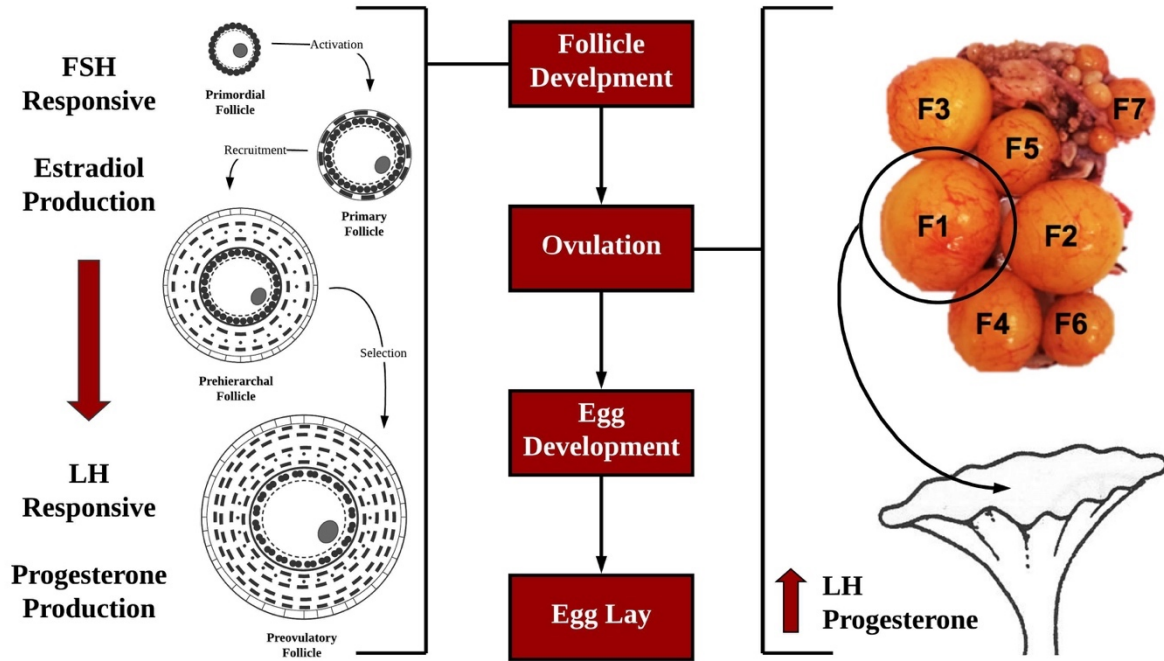 FSH
Responsive
Estradiol
Production
LH
Responsive
Progesterone
Production
Primordial
Follicle
Activation
Primary
Follicle
Recruitment
Prehierarchal
Follicle
Selection
Preovulatory
Follicle
Follicle
Develpment
Ovulation
Egg
Development
Egg Lay
F3
F7
F5
F1
F2
F4
F6
LH
Progesterone